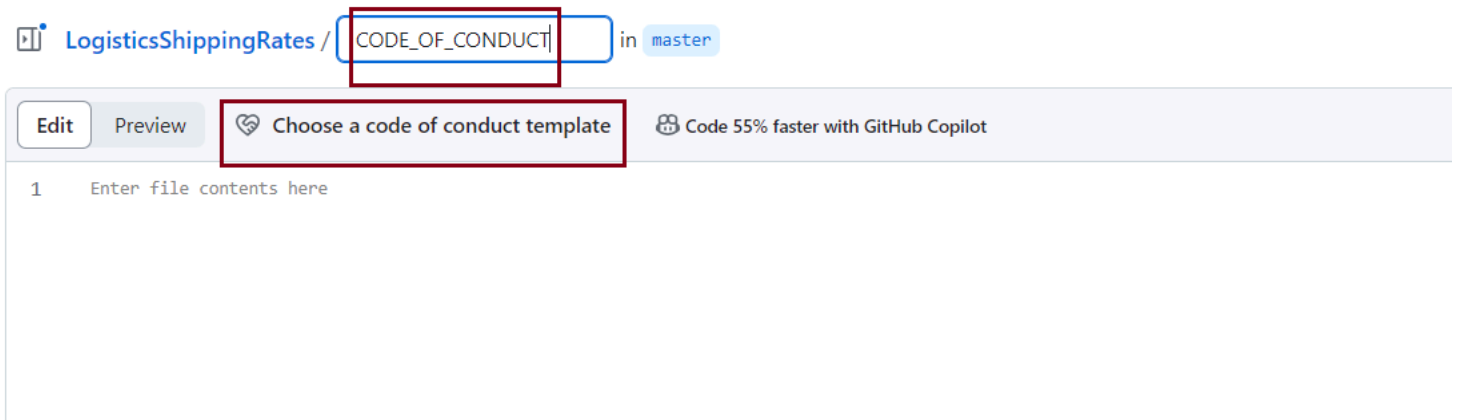 LogisticsShippingRates / CODE_OF_CONDUCT in master
Edit Preview Choose a code of conduct template Code 55% faster with GitHub Copilot
1 Enter file contents here